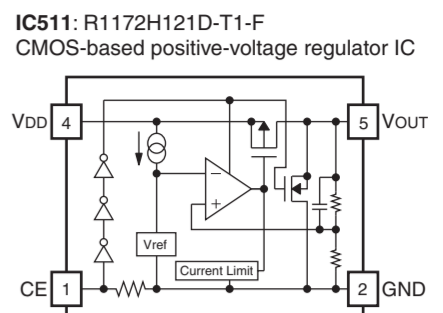 IC511: R1172H121D-T1-F
CMOS-based positive-voltage regulator IC
VDD 4
5 VOUT
−
+
Vref
Current Limit
CE 1
2 GND